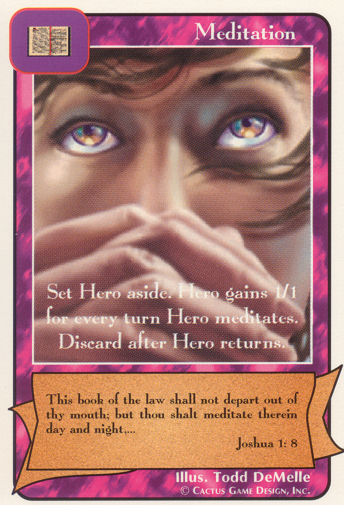 Meditation
Set Hero aside. Hero gains 1/1
for every turn Hero meditates.
Discard after Hero returns.
This book of the law shall not depart out of
thy mouth; but thou shalt meditate therein
day and night,...
Joshua 1: 8
Illus. Todd DeMelle
© Cactus Game Design, Inc.